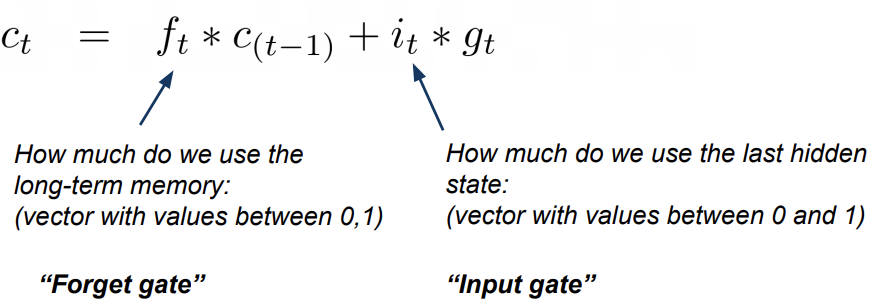 c_t = f_t * c_{(t-1)} + i_t * g_t
How much do we use the
long-term memory:
(vector with values between 0,1)
“Forget gate”
How much do we use the last hidden
state:
(vector with values between 0 and 1)
“Input gate”